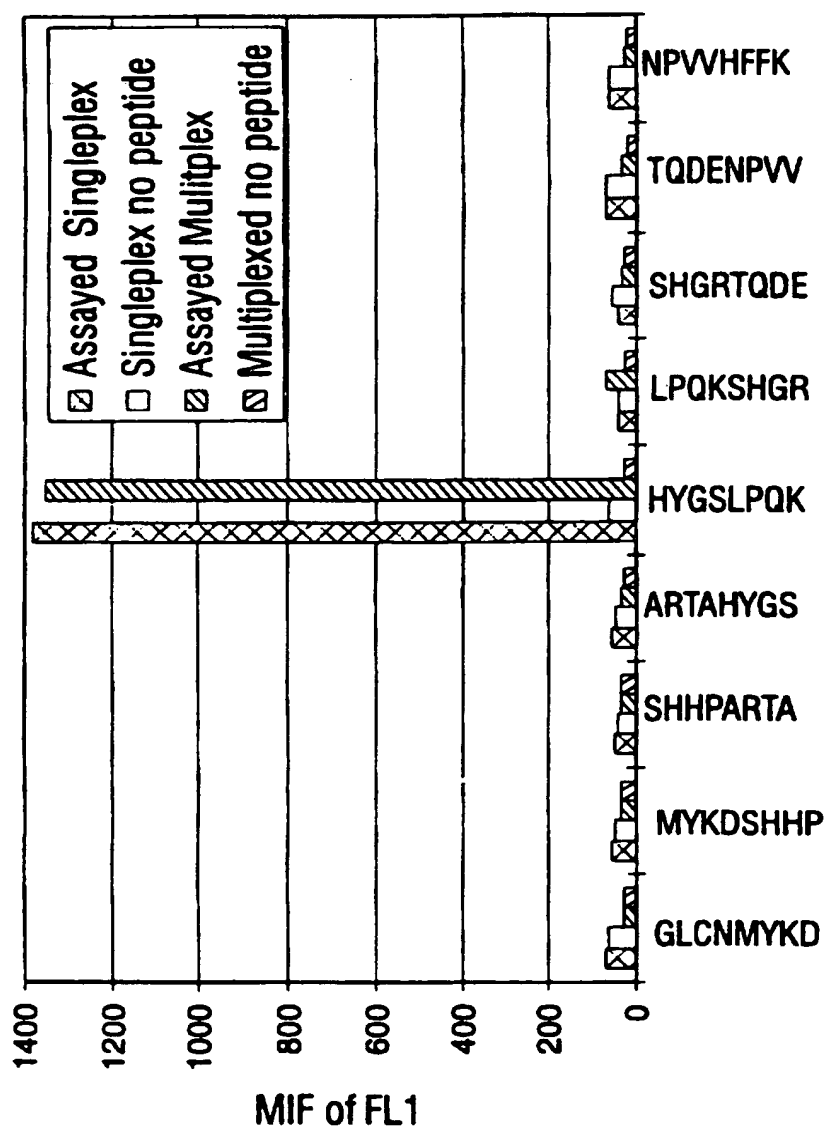 Assayed Singleplex
Singleplex no peptide
Assayed Mulitplex
Multiplexed no peptide
1400
1200
1000
800
600
400
200
0
MIF of FL1
GLCNMYKD
MYKDSHHP
SHHPARTA
ARTAHYGS
HYGSLPQK
LPQKSHGR
SHGRTQDE
TQDENPVV
NPVVHFFK